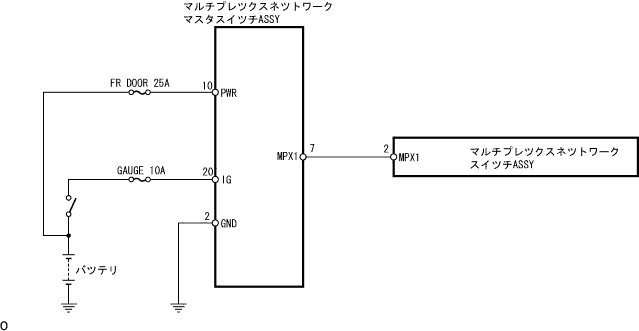 マルチプレックスネットワーク
マスタスイッチASSY
FR DOOR 25A
10
PWR
GAUGE 10A
20
IG
MPX1
7
2
MPX1
マルチプレックスネットワーク
スイッチASSY
2
GND
バッテリ
o